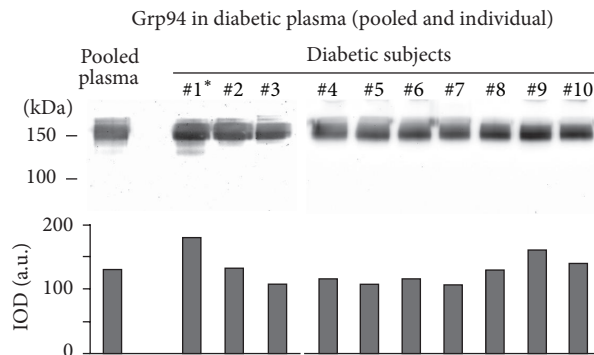 Grp94 in diabetic plasma (pooled and individual)
Pooled plasma
Diabetic subjects
#1* #2 #3 #4 #5 #6 #7 #8 #9 #10
(kDa)
150
100
IOD (a.u.)
200
100
0